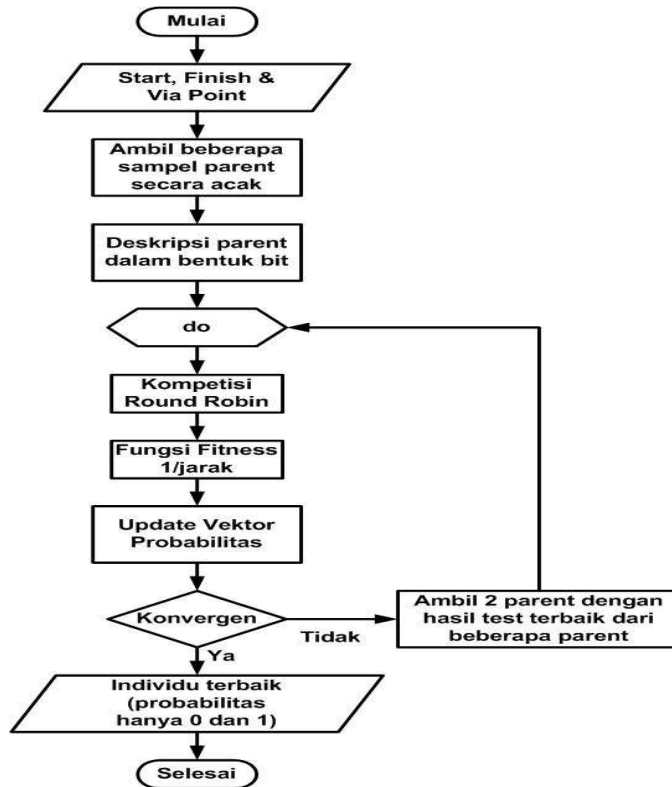 Mulai
Start, Finish &
Via Point
Ambil beberapa
sampel parent
secara acak
Deskripsi parent
dalam bentuk bit
do
Kompetisi
Round Robin
Fungsi Fitness
1/jarak
Update Vektor
Probabilitas
Konvergen
Tidak
Ambil 2 parent dengan
hasil test terbaik dari
beberapa parent
Ya
Individu terbaik
(probabilitas
hanya 0 dan 1)
Selesai